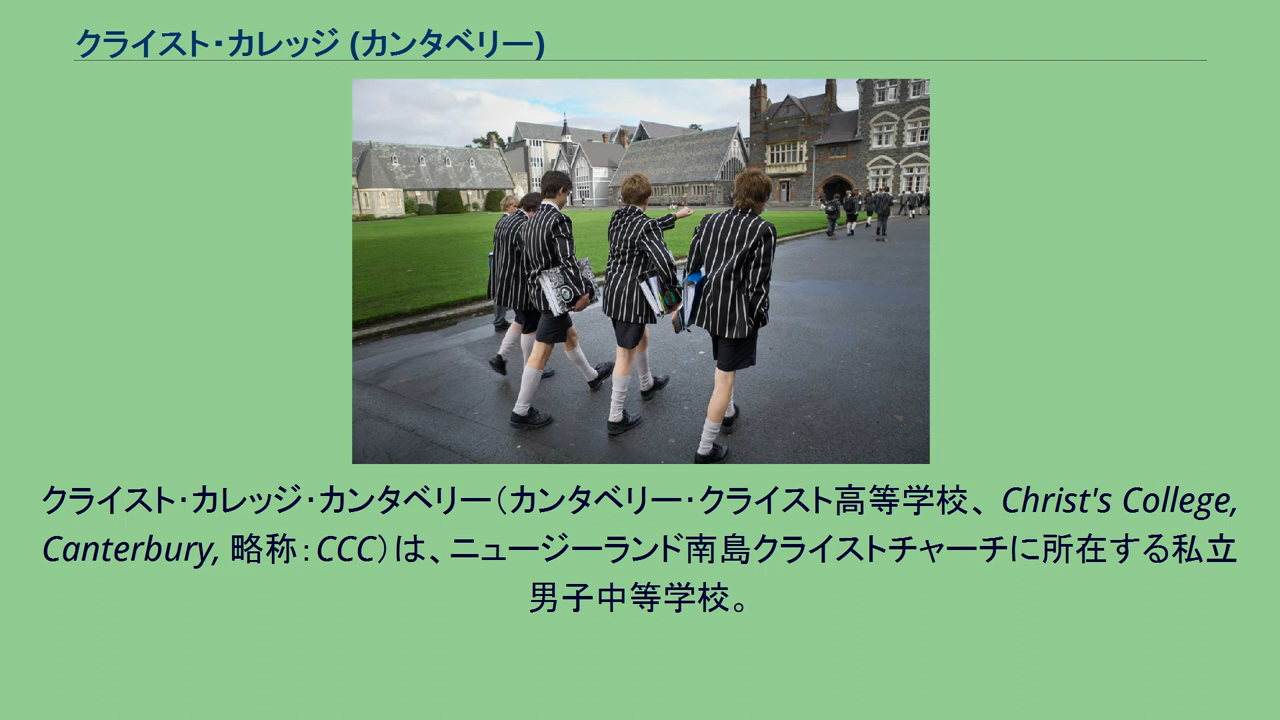 クライスト・カレッジ (カンタベリー)
クライスト・カレッジ・カンタベリー（カンタベリー・クライスト高等学校、 Christ's College,
Canterbury, 略称：CCC）は、ニュージーランド南島クライストチャーチに所在する私立
男子中等学校。